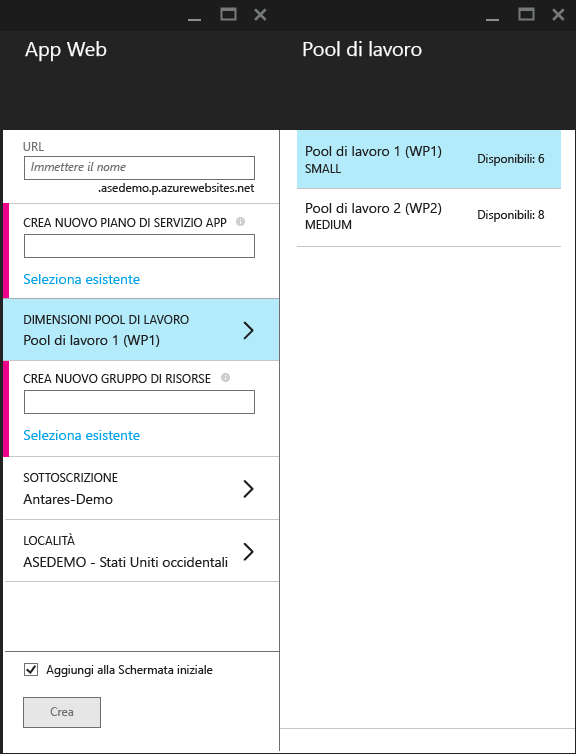 App Web
URL
Immettere il nome
.asedemo.p.azurewebsites.net
CREA NUOVO PIANO DI SERVIZIO APP
Seleziona esistente
DIMENSIONI POOL DI LAVORO
Pool di lavoro 1 (WP1)
CREA NUOVO GRUPPO DI RISORSE
Seleziona esistente
SOTTOSCRIZIONE
Antares-Demo
LOCALITÀ
ASEDEMO - Stati Uniti occidentali
Aggiungi alla Schermata iniziale
Crea
Pool di lavoro
Pool di lavoro 1 (WP1)
SMALL
Disponibili: 6
Pool di lavoro 2 (WP2)
MEDIUM
Disponibili: 8